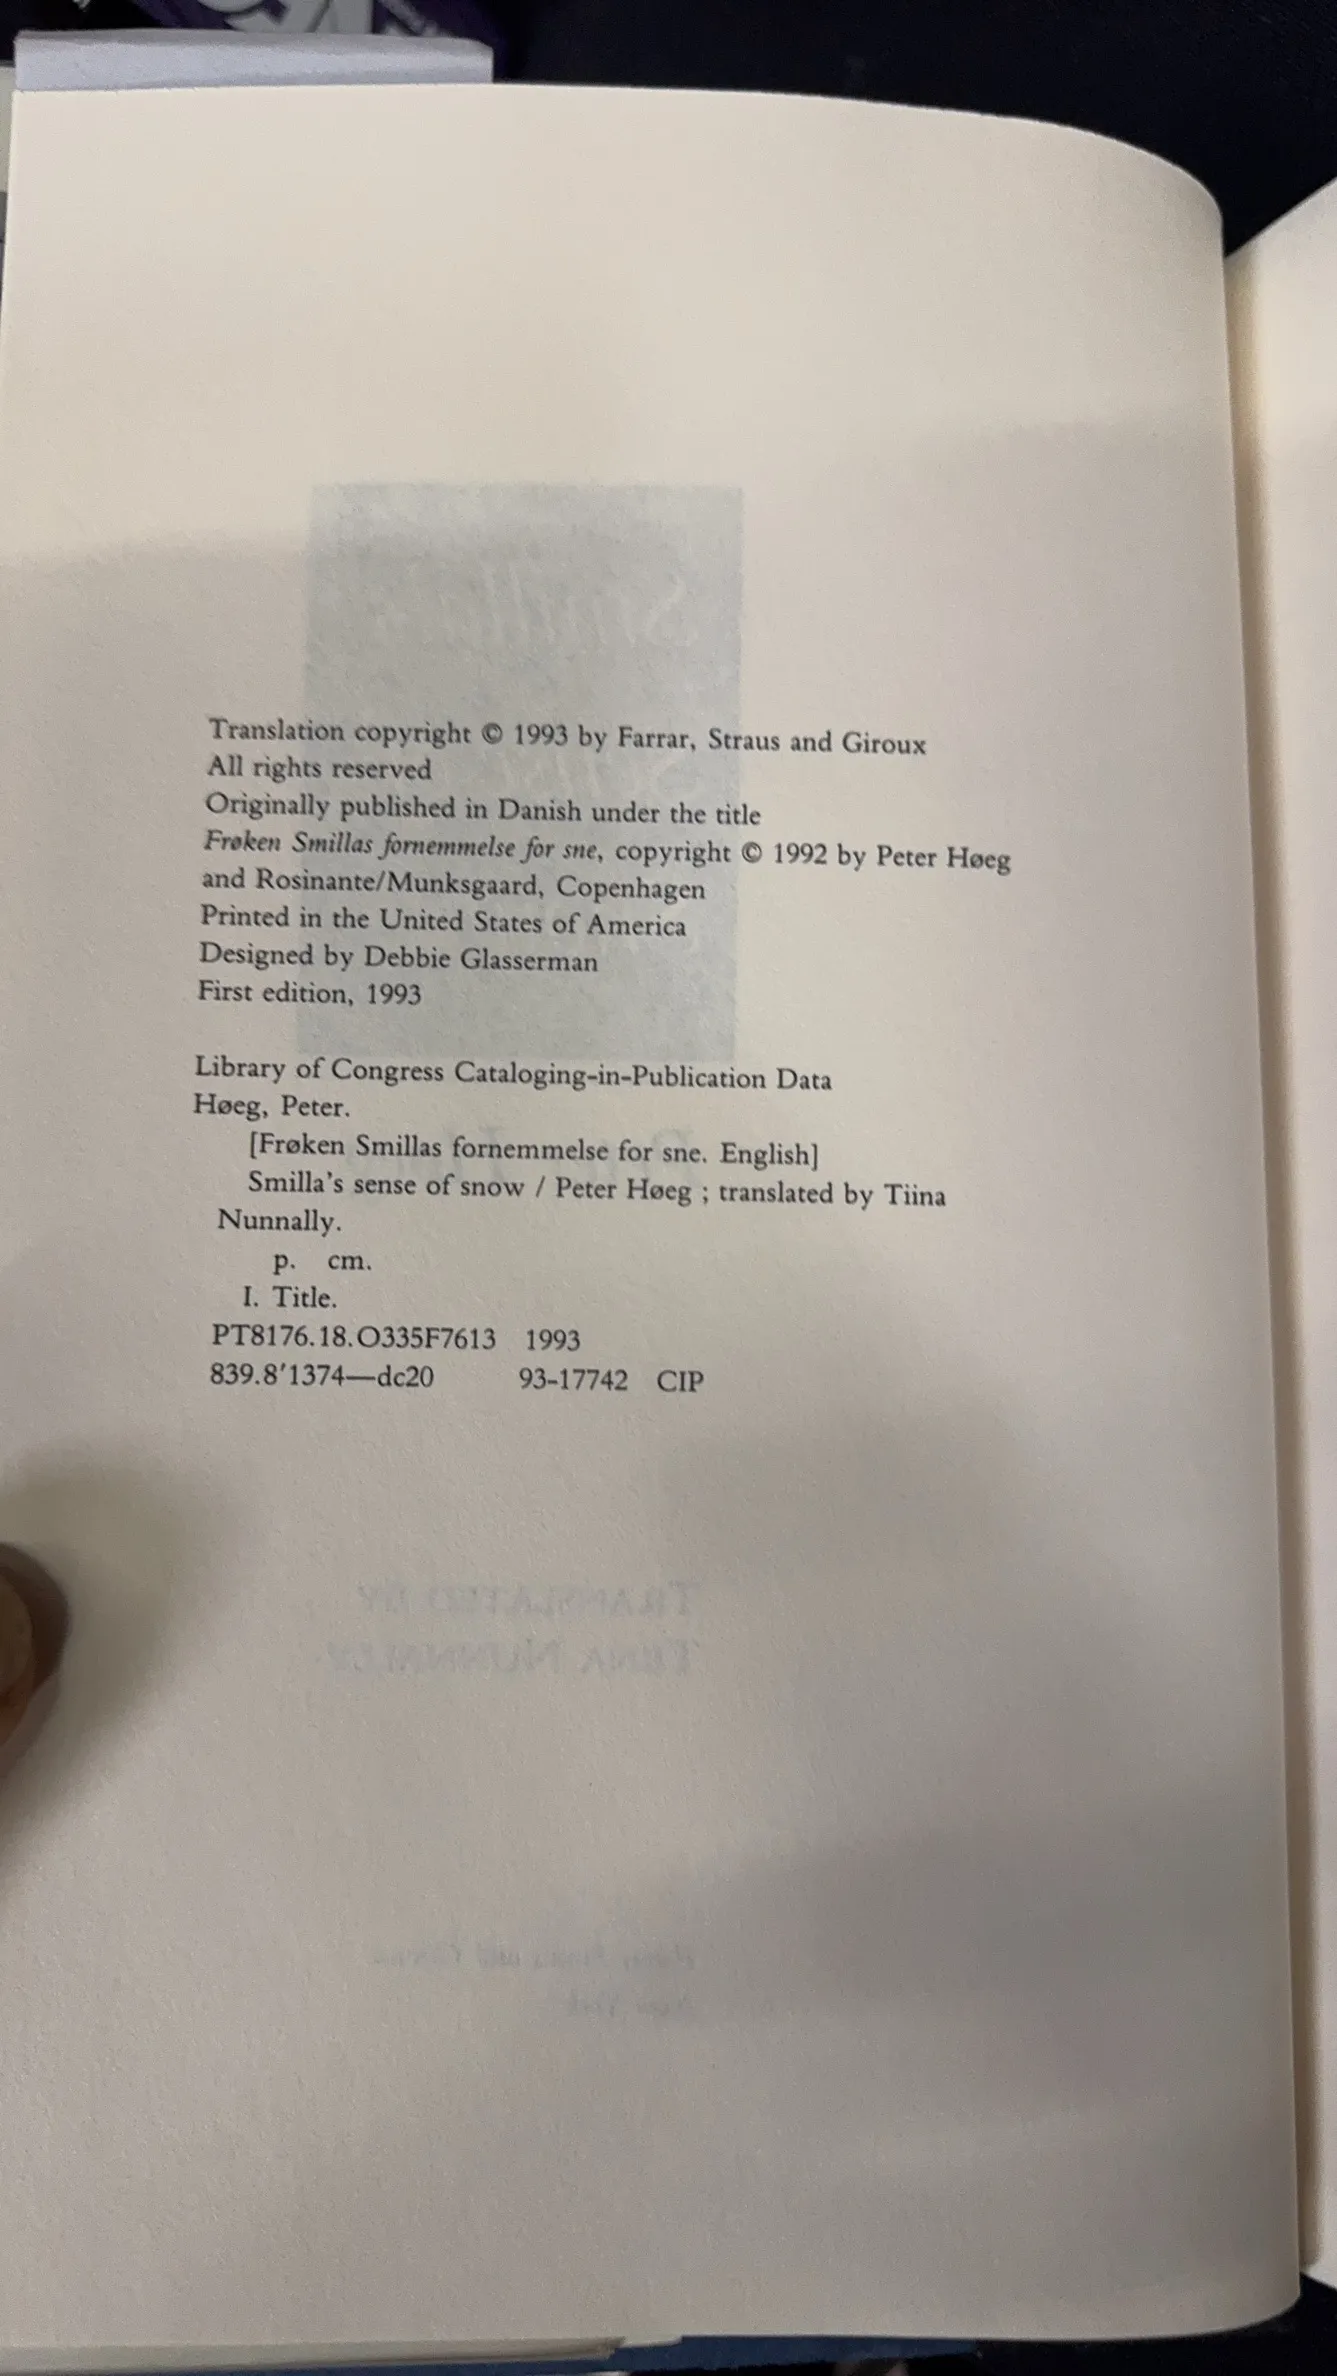 Translation copyright © 1993 by Farrar, Straus and Giroux
All rights reserved
Originally published in Danish under the title
Frøken Smillas fornemmelse for sne, copyright © 1992 by Peter Høeg
and Rosinante/Munksgaard, Copenhagen
Printed in the United States of America
Designed by Debbie Glasserman
First edition, 1993
Library of Congress Cataloging-in-Publication Data
Høeg, Peter.
[Frøken Smillas fornemmelse for sne. English]
Smilla's sense of snow / Peter Høeg ; translated by Tiina
Nunnally.
p. cm.
I. Title.
PT8176.18.O335F7613 1993
839.8'1374—dc20 93-17742 CIP
TRANSLATED BY
TIINA NUNNALLY